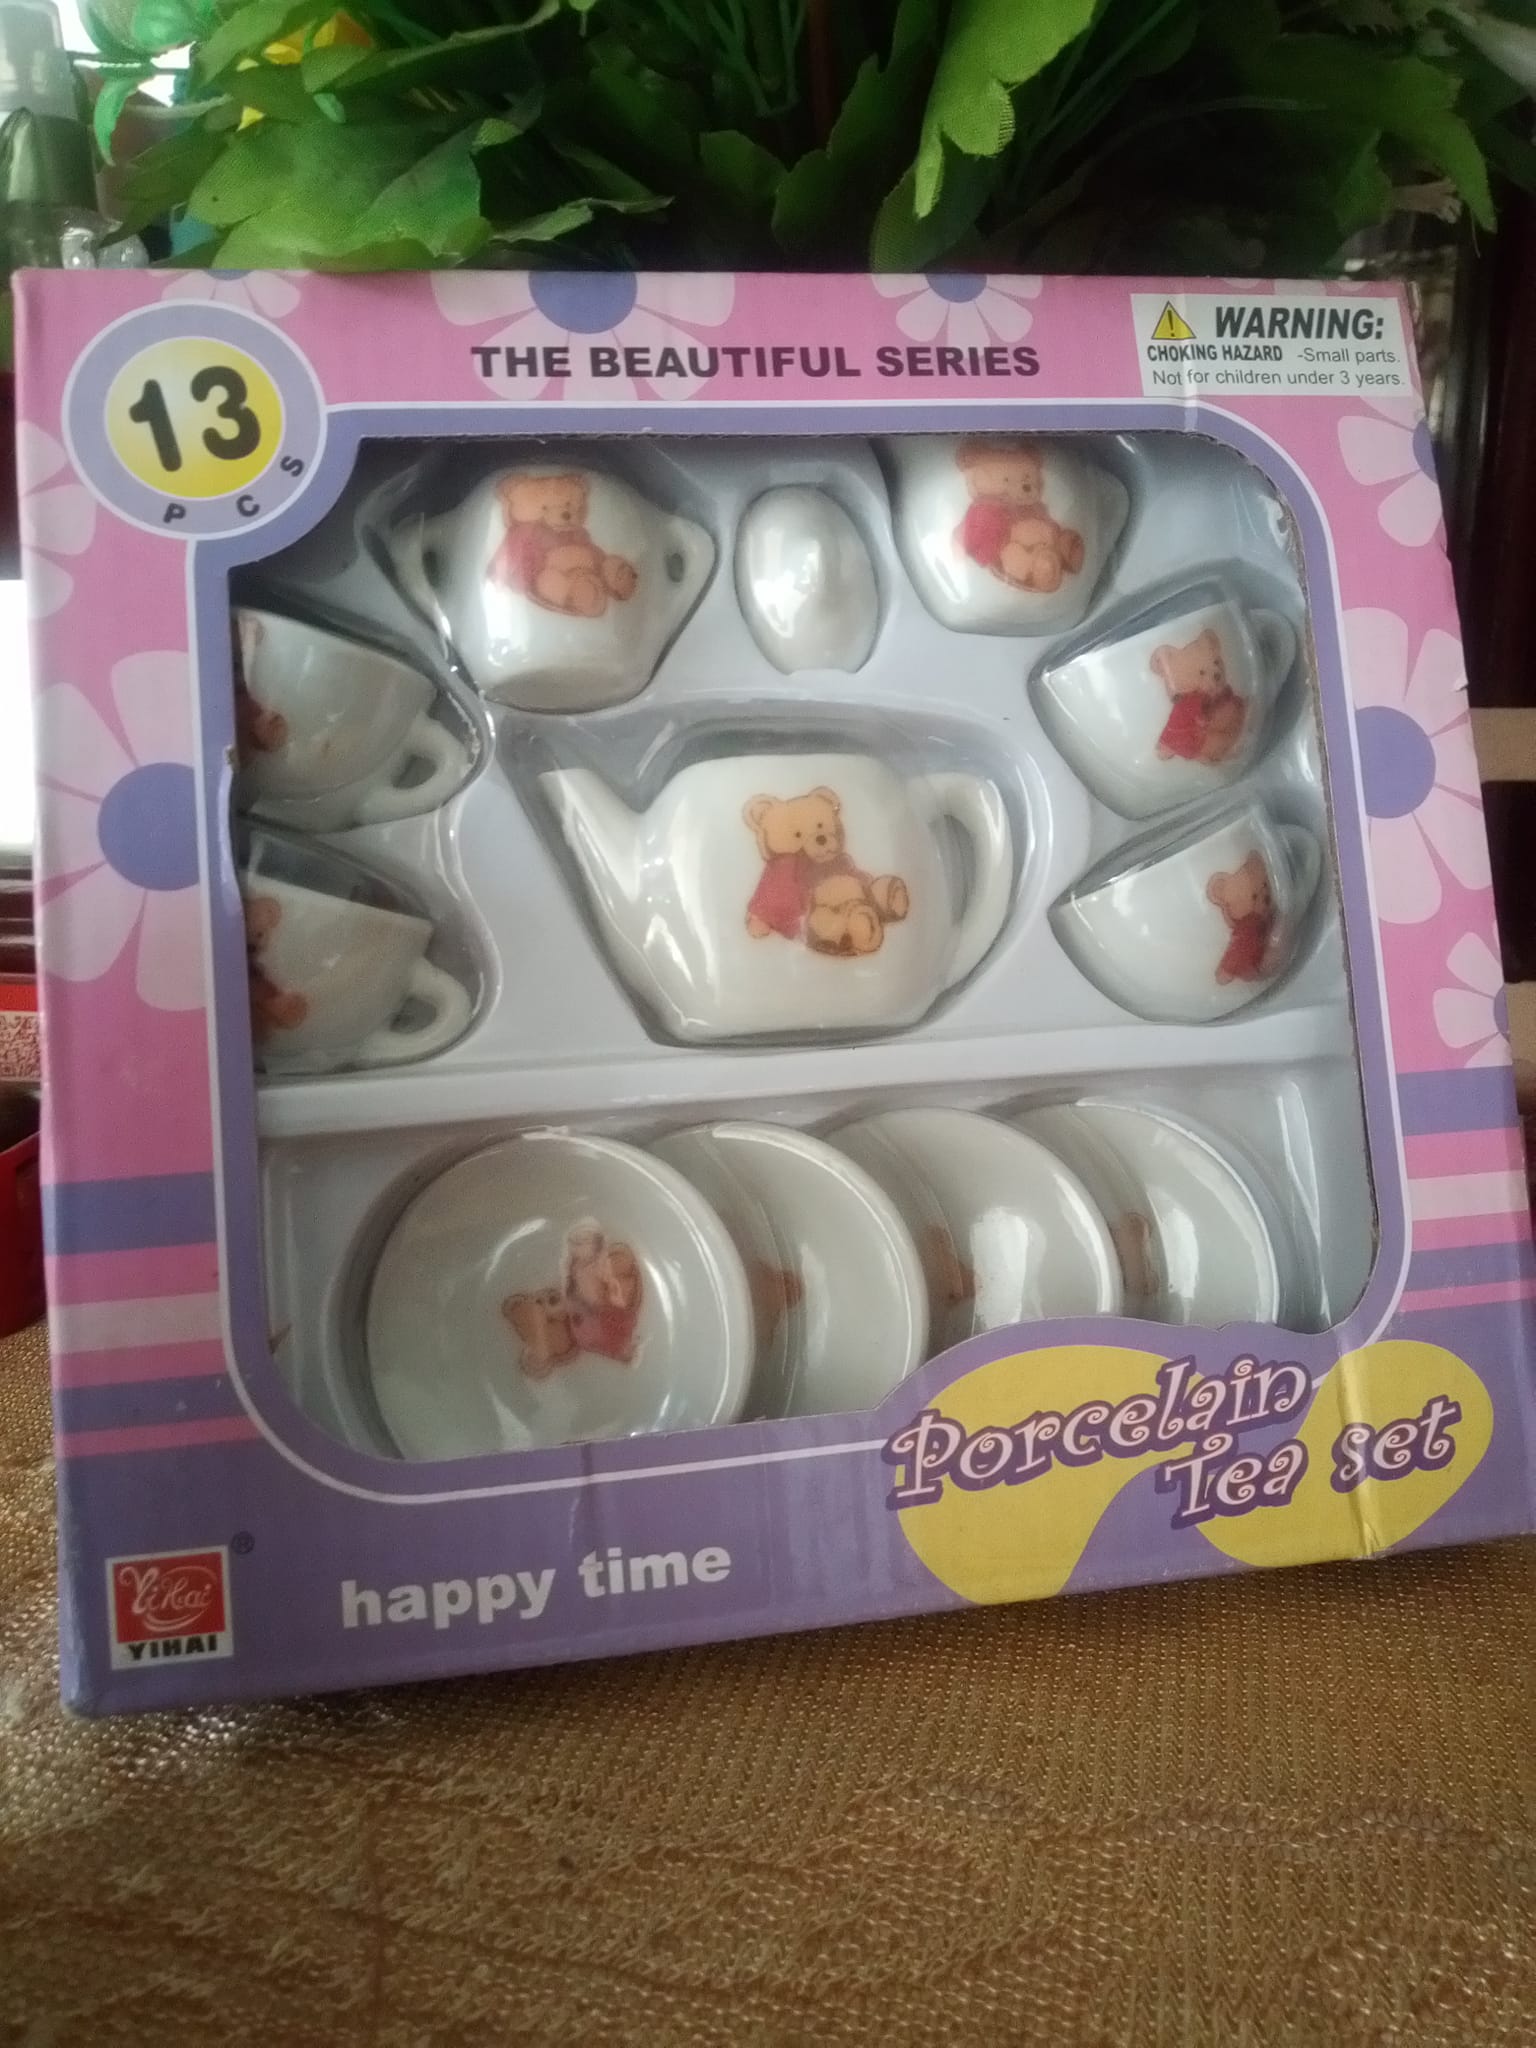 13
PCS
THE BEAUTIFUL SERIES
WARNING:
CHOKING HAZARD -Small parts.
Not for children under 3 years.
Porcelain
Tea set
happy time
YiHai
®
YIHAI